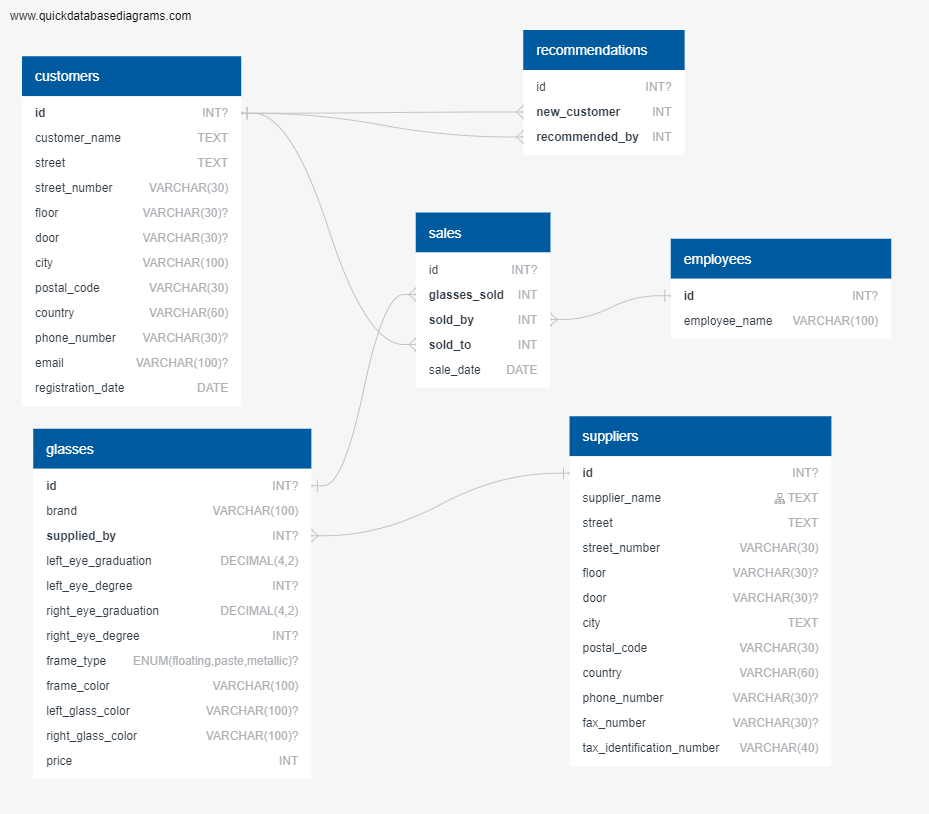 www.quickdatabasediagrams.com
customers
id INT?
customer_name TEXT
street TEXT
street_number VARCHAR(30)
floor VARCHAR(30)?
door VARCHAR(30)?
city VARCHAR(100)
postal_code VARCHAR(30)
country VARCHAR(60)
phone_number VARCHAR(30)?
email VARCHAR(100)?
registration_date DATE
recommendations
id INT?
new_customer INT
recommended_by INT
sales
id INT?
glasses_sold INT
sold_by INT
sold_to INT
sale_date DATE
employees
id INT?
employee_name VARCHAR(100)
glasses
id INT?
brand VARCHAR(100)
supplied_by INT?
left_eye_graduation DECIMAL(4,2)
left_eye_degree INT?
right_eye_graduation DECIMAL(4,2)
right_eye_degree INT?
frame_type ENUM(floating,paste,metallic)?
frame_color VARCHAR(100)
left_glass_color VARCHAR(100)?
right_glass_color VARCHAR(100)?
price INT
suppliers
id INT?
supplier_name TEXT
street TEXT
street_number VARCHAR(30)
floor VARCHAR(30)?
door VARCHAR(30)?
city TEXT
postal_code VARCHAR(30)
country VARCHAR(60)
phone_number VARCHAR(30)?
fax_number VARCHAR(30)?
tax_identification_number VARCHAR(40)